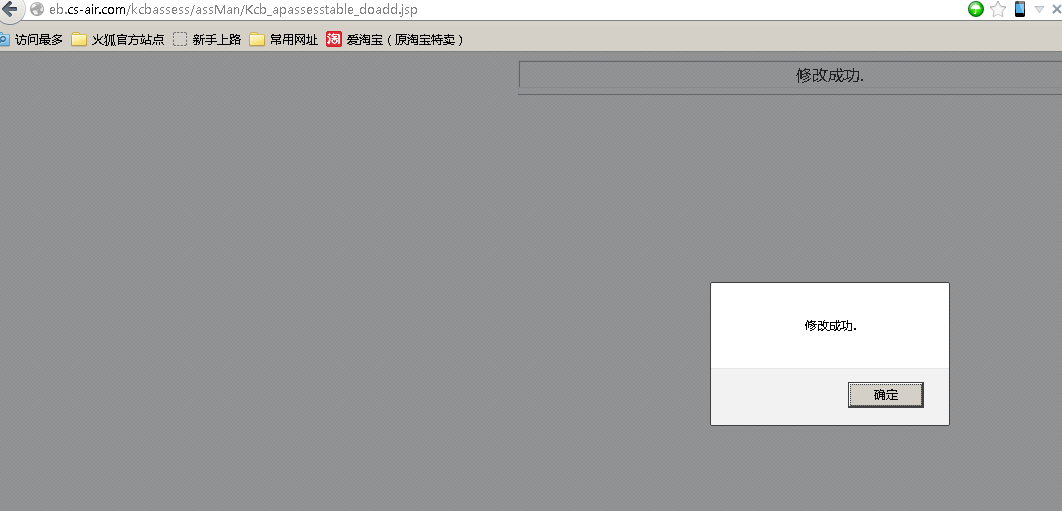 eb.cs-air.com/kcbassess/assMan/Kcb_apassesstable_doadd.jsp
访问最多 火狐官方站点 新手上路 常用网址 淘 爱淘宝（原淘宝特卖）
修改成功.
修改成功.
确定